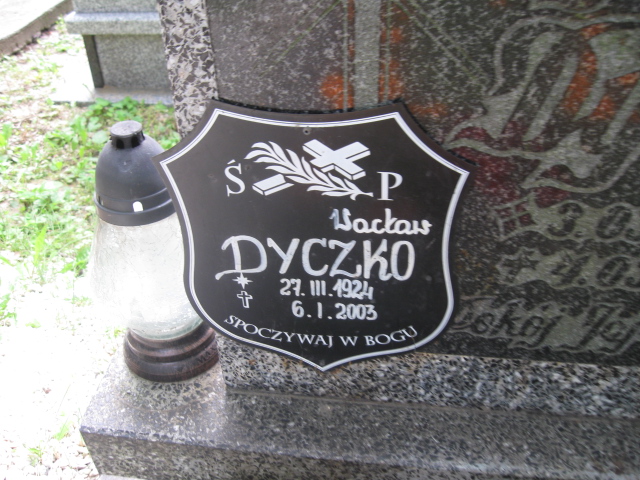 Ś P
Wacław
DYCZKO
27. III. 1924
6. I. 2003
SPOCZYWAJ W BOGU